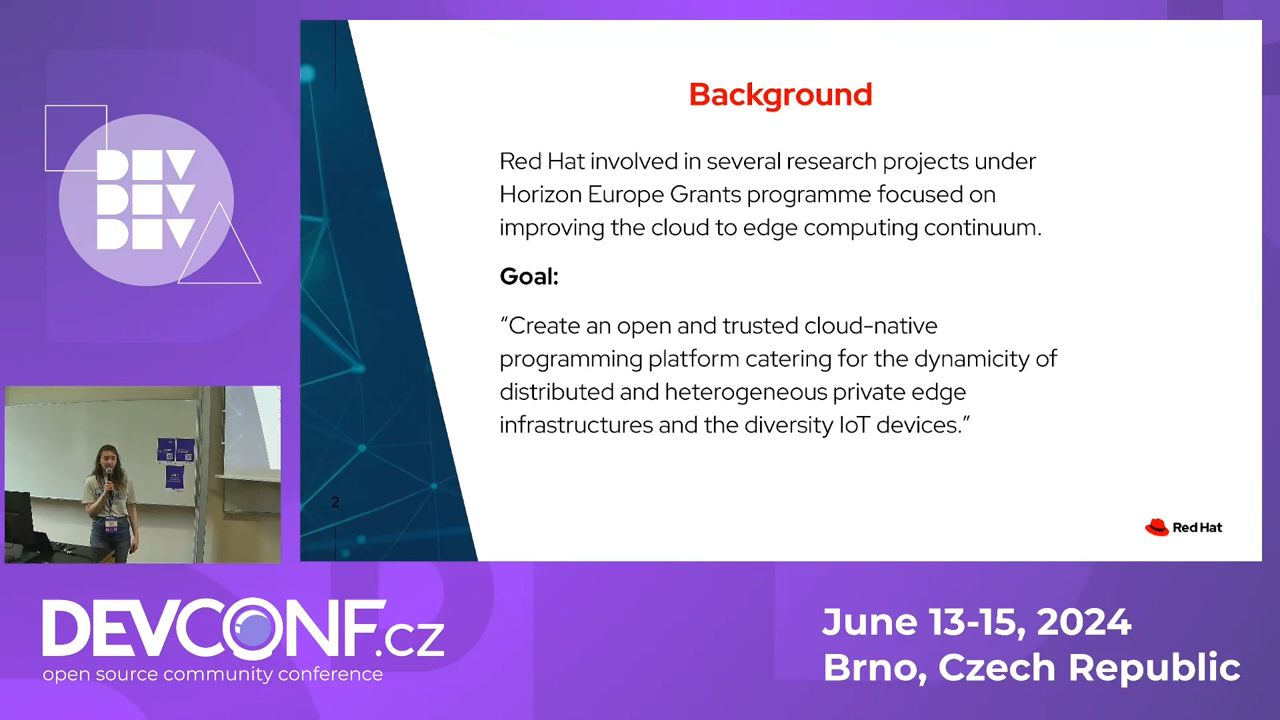 DEV
DEV
DEV
Background
Red Hat involved in several research projects under
Horizon Europe Grants programme focused on
improving the cloud to edge computing continuum.
Goal:
“Create an open and trusted cloud-native
programming platform catering for the dynamicity of
distributed and heterogeneous private edge
infrastructures and the diversity IoT devices.”
2
Red Hat
DEVCONF.cz
open source community conference
June 13-15, 2024
Brno, Czech Republic